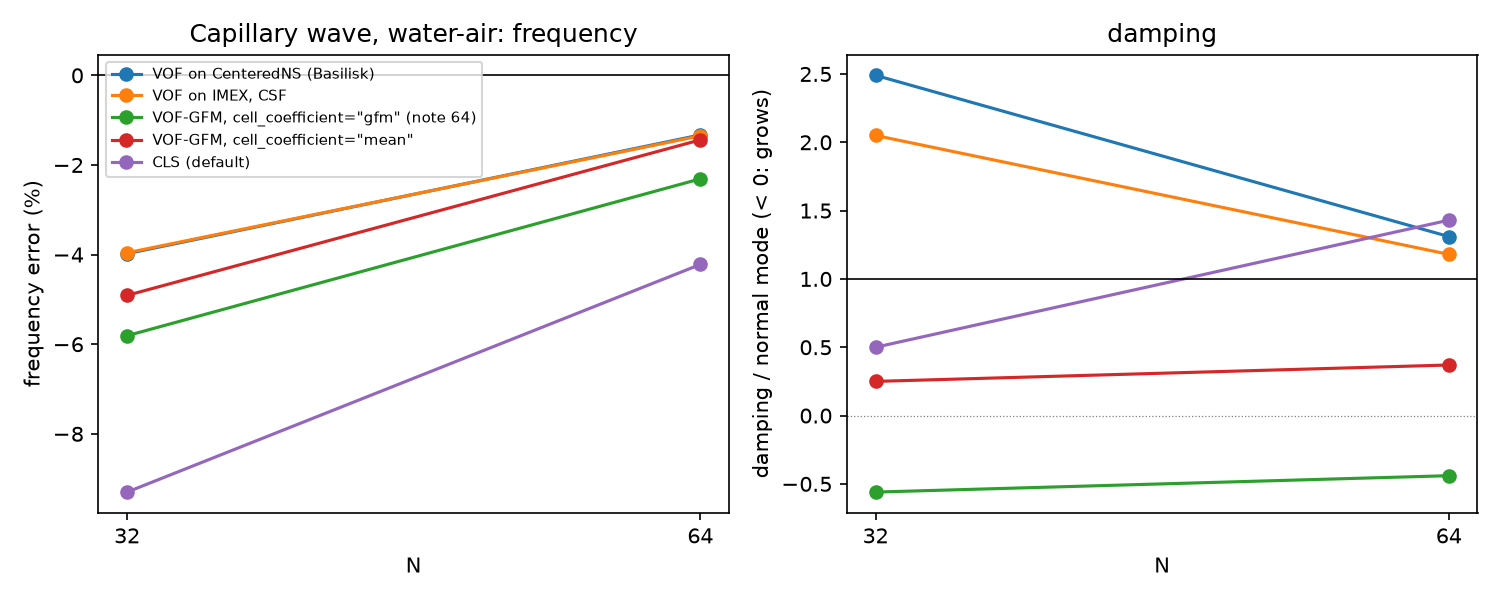 Capillary wave, water-air: frequency
frequency error (%)
0
−2
−4
−6
−8
VOF on CenteredNS (Basilisk)
VOF on IMEX, CSF
VOF-GFM, cell_coefficient="gfm" (note 64)
VOF-GFM, cell_coefficient="mean"
CLS (default)
32
64
N
damping
damping / normal mode (< 0: grows)
2.5
2.0
1.5
1.0
0.5
0.0
−0.5
32
64
N